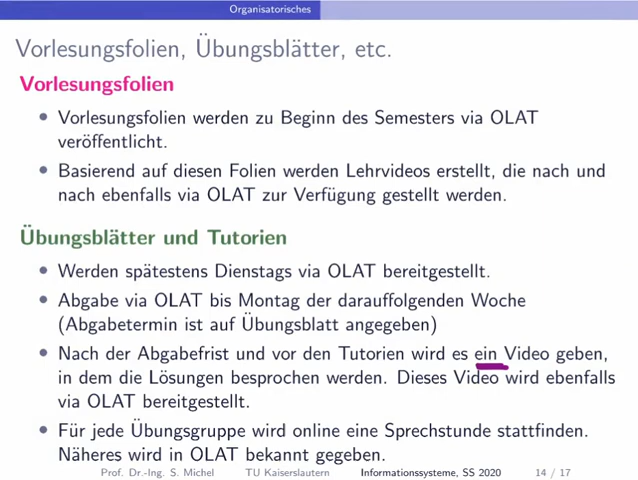 Organisatorisches
Vorlesungsfolien, Übungsblätter, etc.
Vorlesungsfolien
• Vorlesungsfolien werden zu Beginn des Semesters via OLAT
veröffentlicht.
• Basierend auf diesen Folien werden Lehrvideos erstellt, die nach und
nach ebenfalls via OLAT zur Verfügung gestellt werden.
Übungsblätter und Tutorien
• Werden spätestens Dienstags via OLAT bereitgestellt.
• Abgabe via OLAT bis Montag der darauffolgenden Woche
(Abgabetermin ist auf Übungsblatt angegeben)
• Nach der Abgabefrist und vor den Tutorien wird es ein Video geben,
in dem die Lösungen besprochen werden. Dieses Video wird ebenfalls
via OLAT bereitgestellt.
• Für jede Übungsgruppe wird online eine Sprechstunde stattfinden.
Näheres wird in OLAT bekannt gegeben.
Prof. Dr.-Ing. S. Michel TU Kaiserslautern Informationssysteme, SS 2020 14 / 17